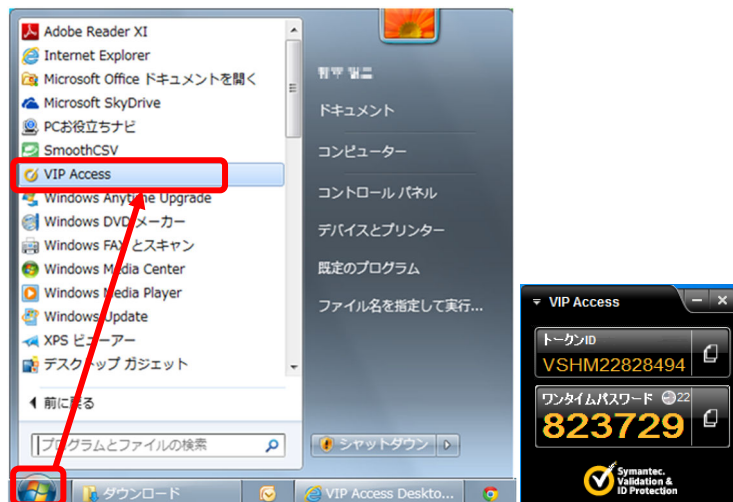 Adobe Reader XI
Internet Explorer
Microsoft Office ドキュメントを開く
Microsoft SkyDrive
PCお役立ちナビ
SmoothCSV
VIP Access
Windows Anytime Upgrade
Windows DVD メーカー
Windows FAX とスキャン
Windows Media Center
Windows Media Player
Windows Update
XPS ビューアー
デスクトップ ガジェット
前に戻る
プログラムとファイルの検索
ドキュメント
コンピューター
コントロール パネル
デバイスとプリンター
既定のプログラム
ファイル名を指定して実行...
シャットダウン
ダウンロード
VIP Access Deskto...
VIP Access
トークンID
VSHM22828494
ワンタイムパスワード 22
823729
Symantec.
Validation &
ID Protection